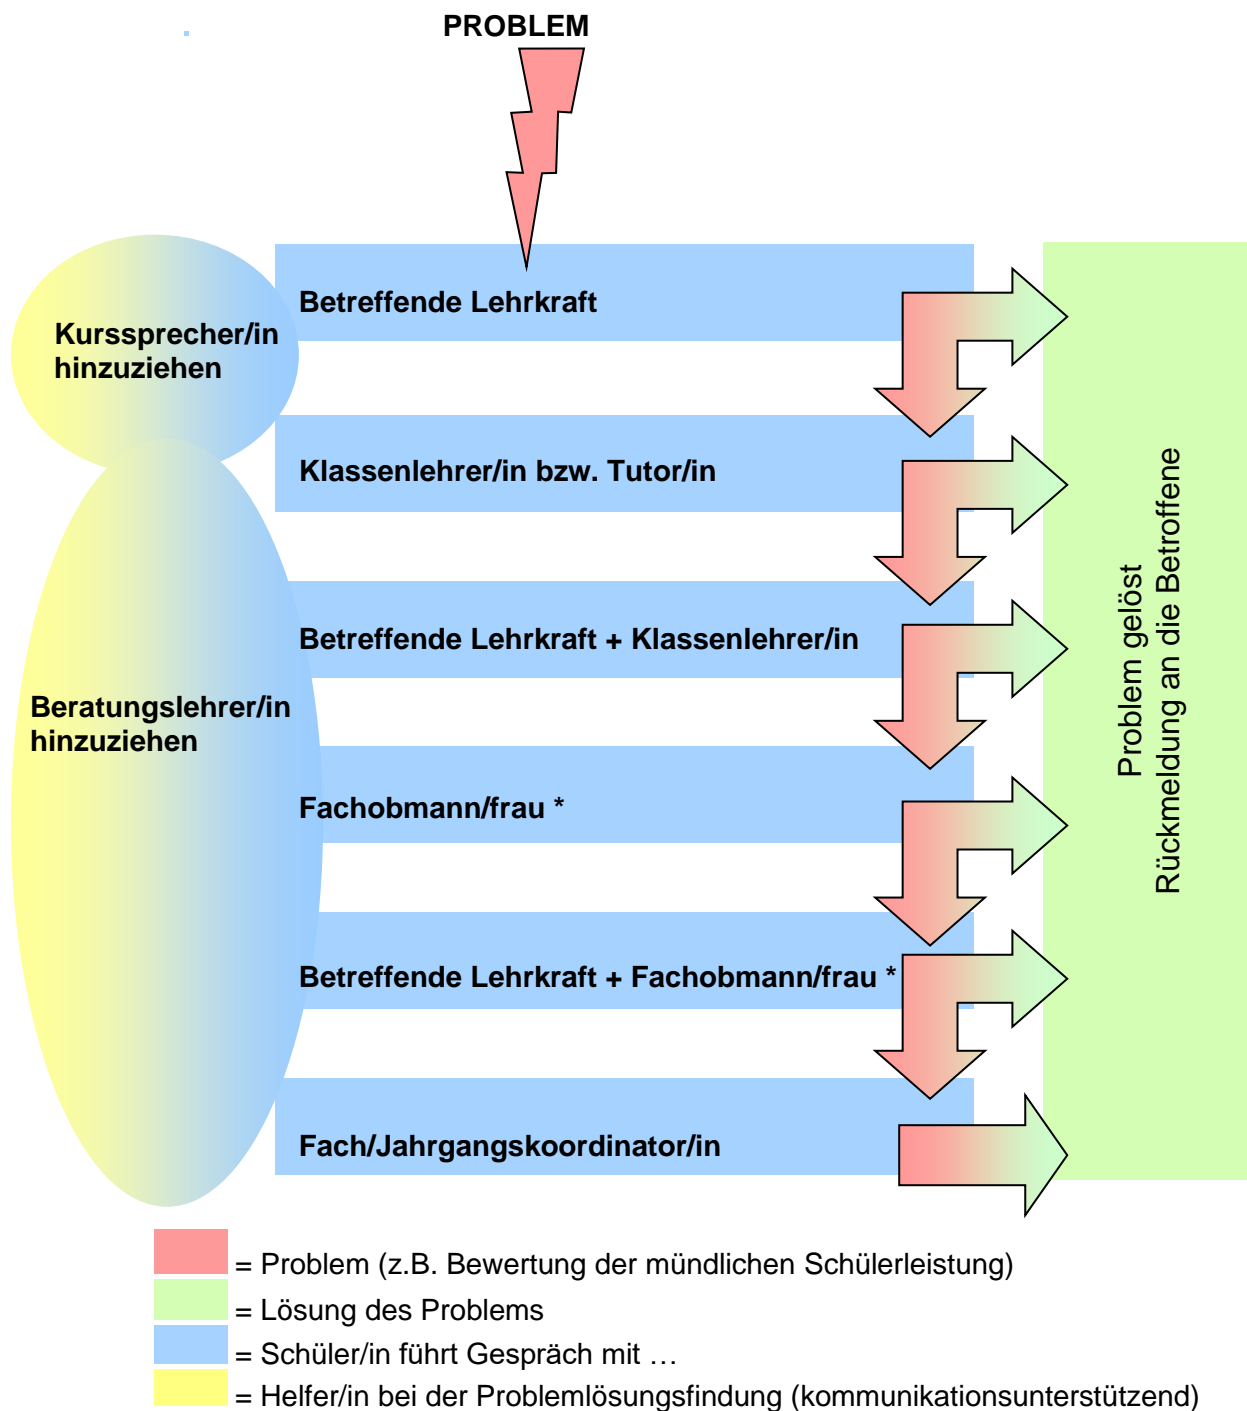 PROBLEM
Betreffende Lehrkraft
Kurssprecher/in
hinzuziehen
Klassenlehrer/in bzw. Tutor/in
Betreffende Lehrkraft + Klassenlehrer/in
Beratungslehrer/in
hinzuziehen
Fachobmann/frau *
Betreffende Lehrkraft + Fachobmann/frau *
Fach/Jahrgangskoordinator/in
Problem gelöst
Rückmeldung an die Betroffene
= Problem (z.B. Bewertung der mündlichen Schülerleistung)
= Lösung des Problems
= Schüler/in führt Gespräch mit …
= Helfer/in bei der Problemlösungsfindung (kommunikationsunterstützend)